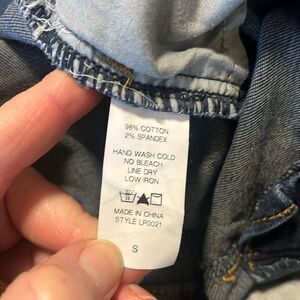 98% COTTON
2% SPANDEX
HAND WASH COLD
NO BLEACH
LINE DRY
LOW IRON
MADE IN CHINA
STYLE LP0021
S